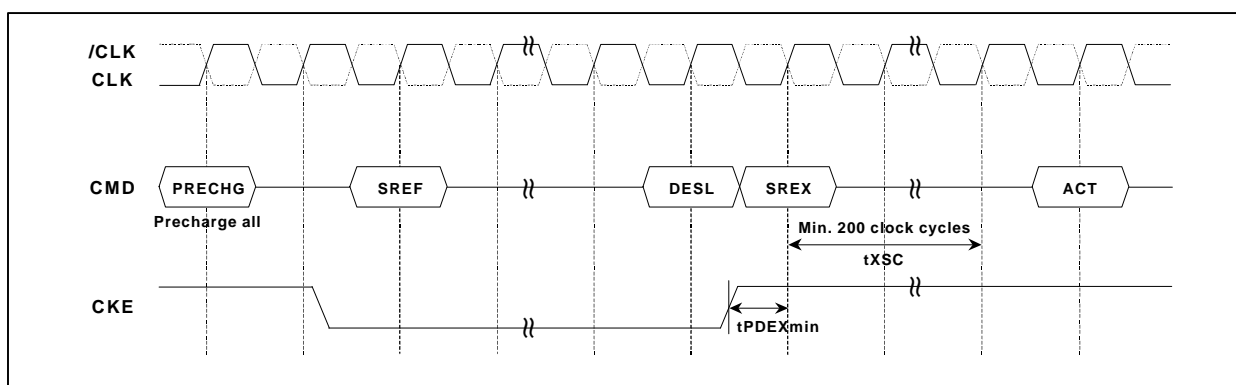 /CLK
CLK
CMD
PRECHG
SREF
DESL
SREX
ACT
Precharge all
Min. 200 clock cycles
tXSC
CKE
tPDEXmin